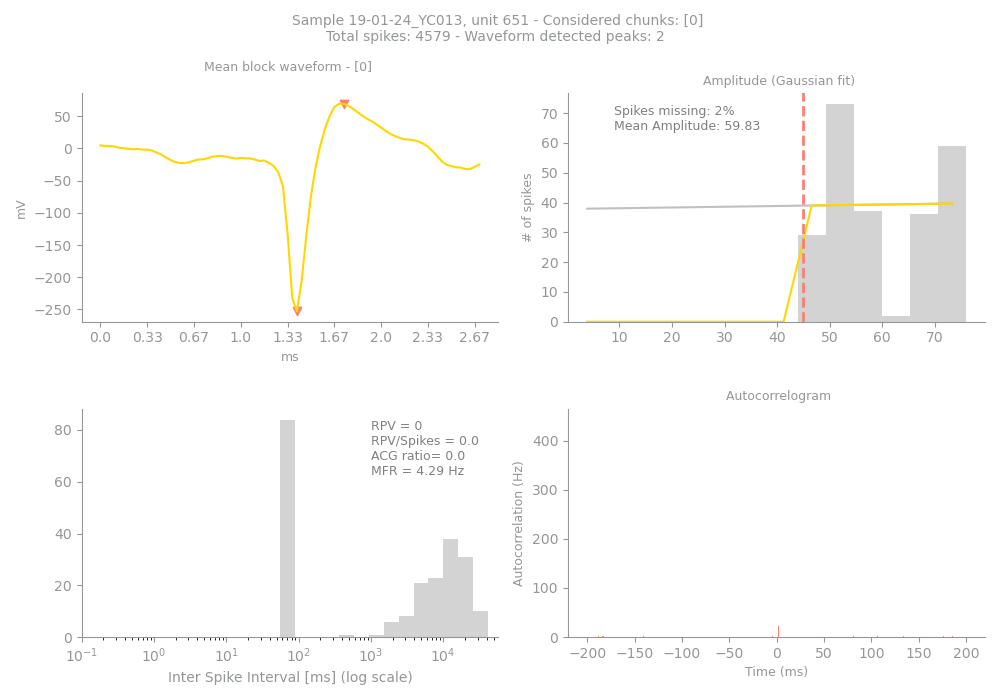 Sample 19-01-24_YC013, unit 651 - Considered chunks: [0]
Total spikes: 4579 - Waveform detected peaks: 2
Mean block waveform - [0]
50
0
−50
−100
−150
−200
−250
mV
0.0 0.33 0.67 1.0 1.33 1.67 2.0 2.33 2.67
ms
Amplitude (Gaussian fit)
Spikes missing: 2%
Mean Amplitude: 59.83
70
60
50
40
30
20
10
0
# of spikes
10 20 30 40 50 60 70
80
60
40
20
0
RPV = 0
RPV/Spikes = 0.0
ACG ratio= 0.0
MFR = 4.29 Hz
10⁻¹ 10⁰ 10¹ 10² 10³ 10⁴
Inter Spike Interval [ms] (log scale)
Autocorrelogram
400
300
200
100
0
Autocorrelation (Hz)
−200 −150 −100 −50 0 50 100 150 200
Time (ms)